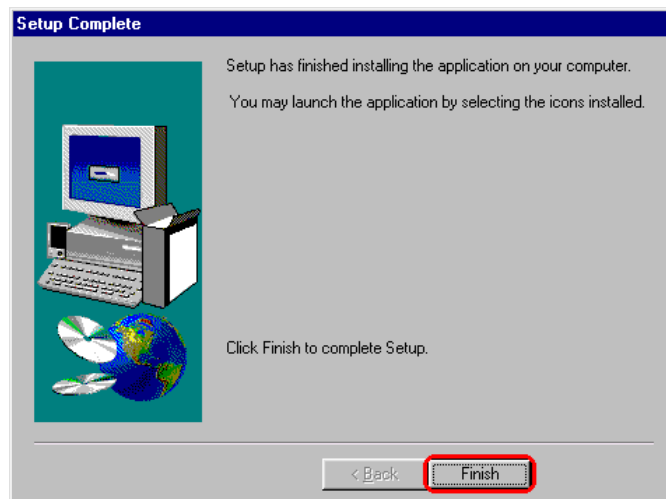 Setup Complete
Setup has finished installing the application on your computer.
You may launch the application by selecting the icons installed.
Click Finish to complete Setup.
< Back
Finish